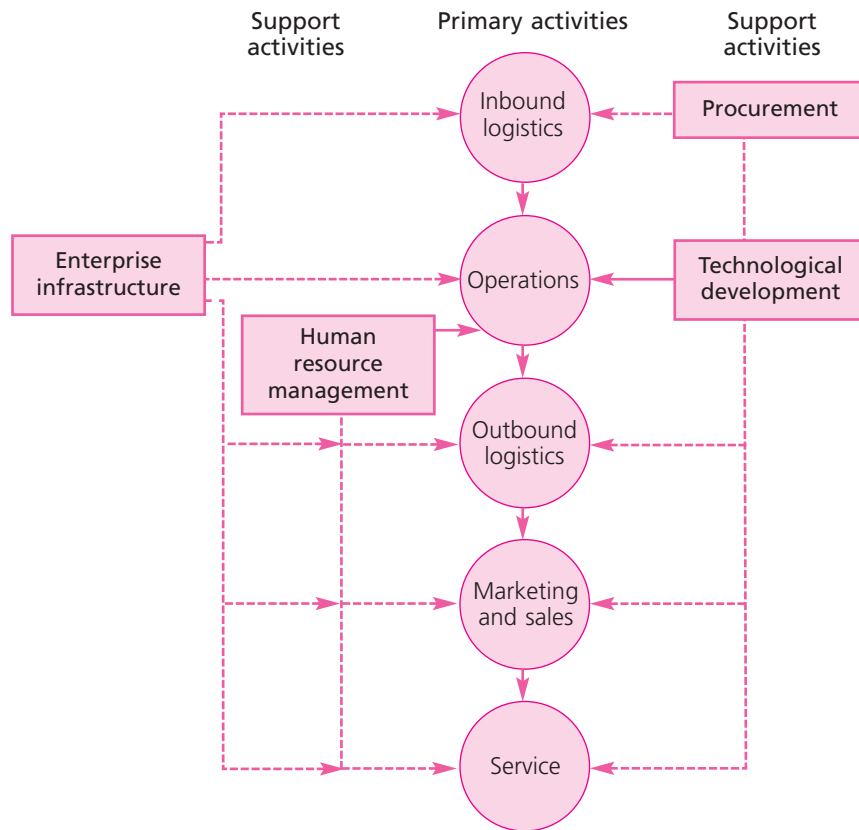 Support
activities
Primary activities
Support
activities
Inbound
logistics
Procurement
Enterprise
infrastructure
Operations
Technological
development
Human
resource
management
Outbound
logistics
Marketing
and sales
Service